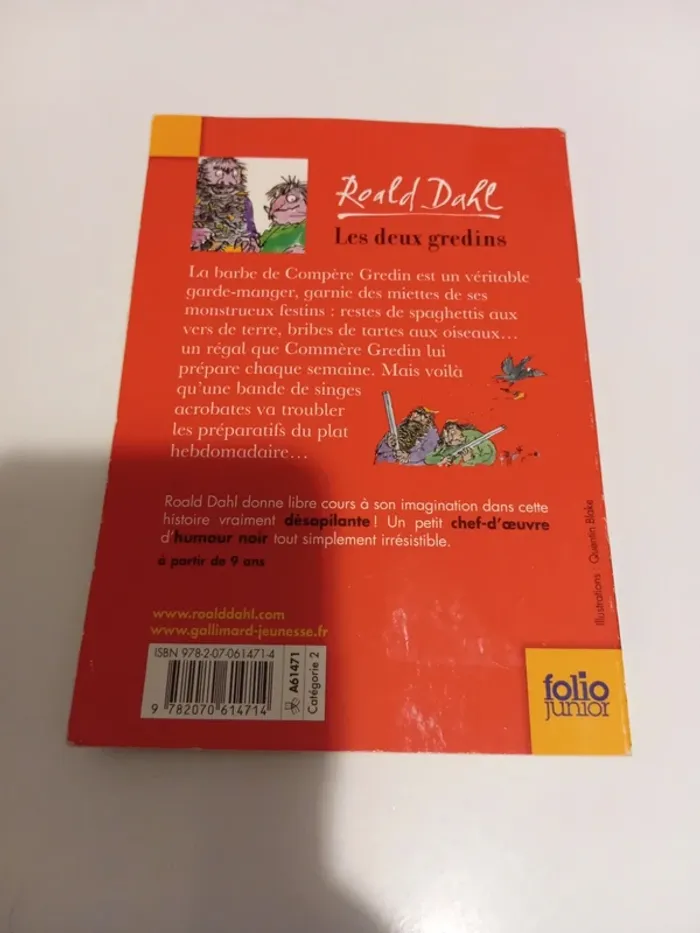 Roald Dahl
Les deux gredins
La barbe de Compère Gredin est un véritable
garde-manger, garnie des miettes de ses
monstrueux festins : restes de spaghettis aux
vers de terre, bribes de tartes aux oiseaux...
un régal que Commère Gredin lui
prépare chaque semaine. Mais voilà
qu'une bande de singes
acrobates va troubler
les préparatifs du plat
hebdomadaire...
Roald Dahl donne libre cours à son imagination dans cette
histoire vraiment désopilante ! Un petit chef-d'œuvre
d'humour noir tout simplement irrésistible.
à partir de 9 ans
Illustrations : Quentin Blake
www.roalddahl.com
www.gallimard-jeunesse.fr
ISBN 978-2-07-061471-4
9 782070 614714
A61471
Catégorie 2
folio
junior